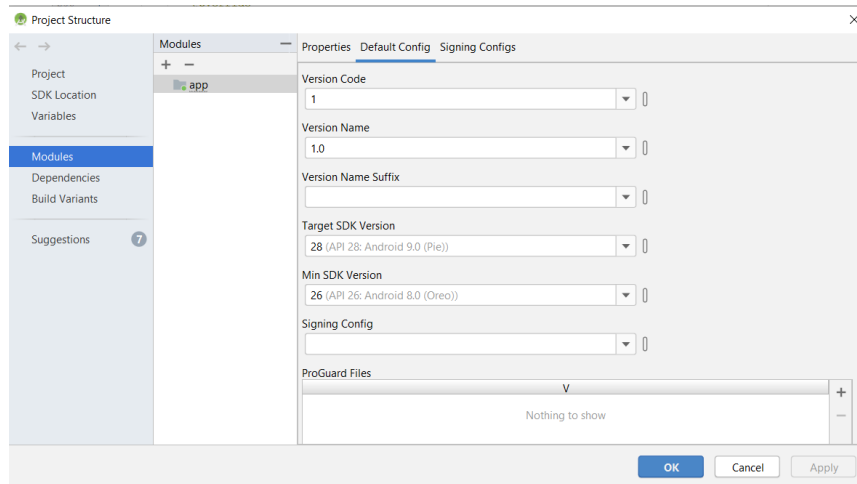 Project Structure
Project
SDK Location
Variables
Modules
Dependencies
Build Variants
Suggestions 7
Modules
app
Properties Default Config Signing Configs
Version Code
1
Version Name
1.0
Version Name Suffix
Target SDK Version
28 (API 28: Android 9.0 (Pie))
Min SDK Version
26 (API 26: Android 8.0 (Oreo))
Signing Config
ProGuard Files
V
Nothing to show
OK Cancel Apply